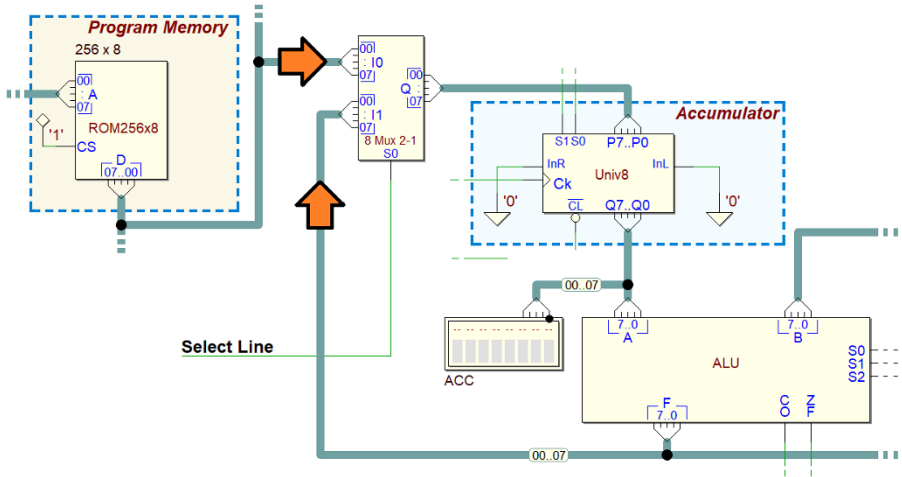 Program Memory
256 x 8
00
: A
07
ROM256x8
'1'
CS
D
07..00
00
: I0
07
00
: I1
07
00
Q :
07
8 Mux 2-1
S0
Accumulator
S1 S0
P7..P0
InR
Univ8
InL
Ck
'0'
CL
Q7..Q0
'0'
00..07
Select Line
ACC
7..0
A
7..0
B
ALU
S0
S1
S2
F
7..0
CO
ZF
00..07